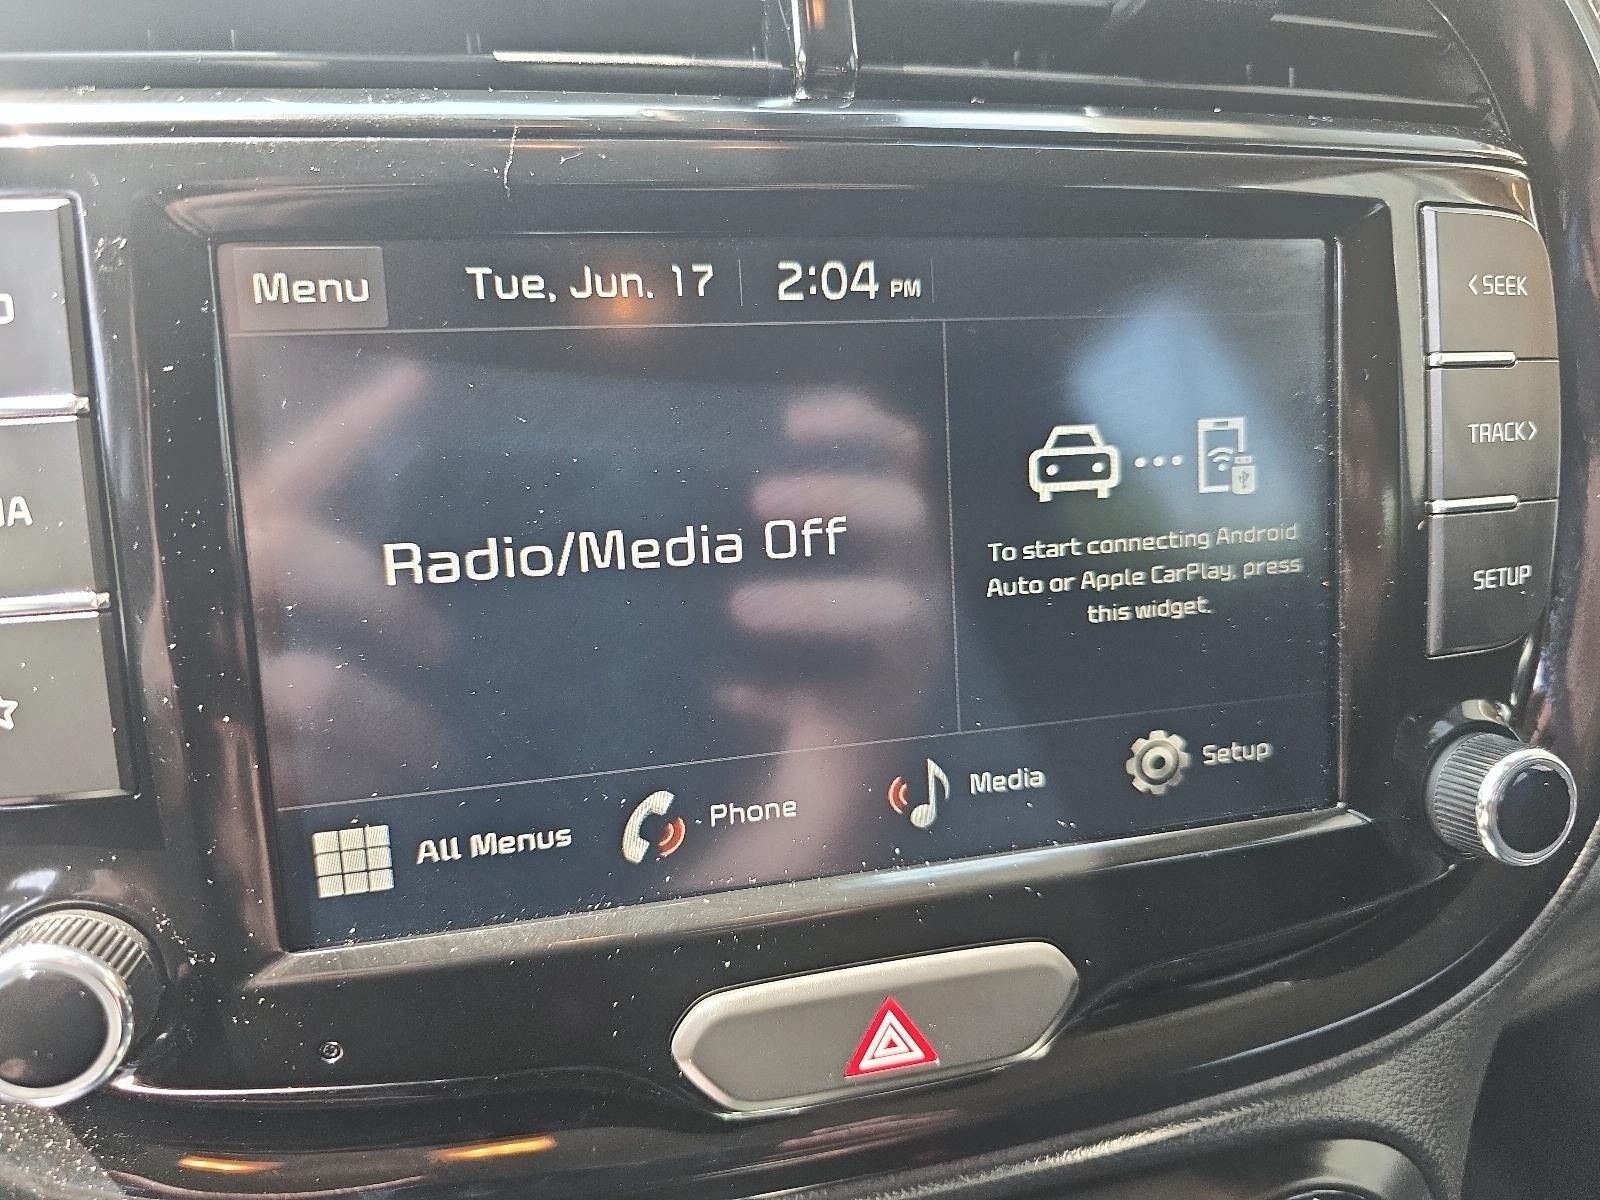 Menu
Tue, Jun. 17
2:04 PM
Radio/Media Off
To start connecting Android
Auto or Apple CarPlay, press
this widget.
All Menus
Phone
Media
Setup
<SEEK
TRACK>
SETUP